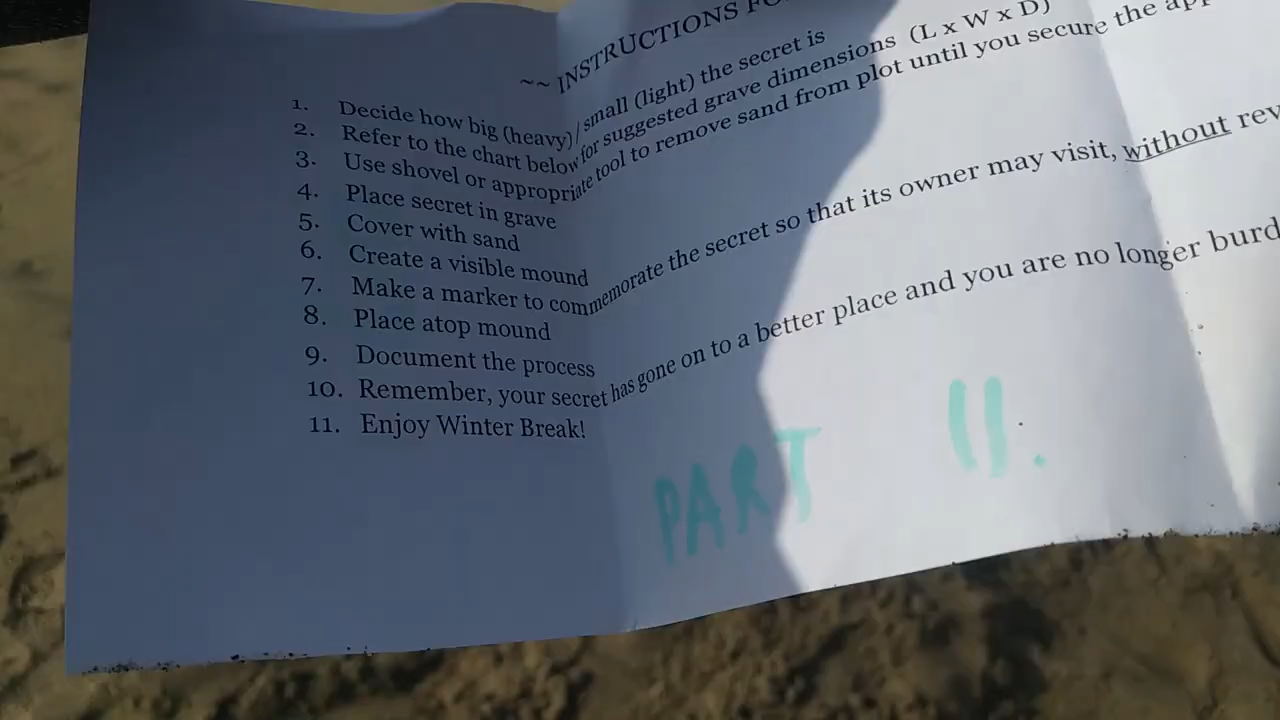 ~~ INSTRUCTIONS
1. Decide how big (heavy)/small (light) the secret is
2. Refer to the chart below for suggested grave dimensions (L x W x D)
3. Use shovel or appropriate tool to remove sand from plot until you secure the
4. Place secret in grave
5. Cover with sand
6. Create a visible mound
7. Make a marker to commemorate the secret so that its owner may visit, without
8. Place atop mound
9. Document the process
10. Remember, your secret has gone on to a better place and you are no longer
11. Enjoy Winter Break!
PART II.